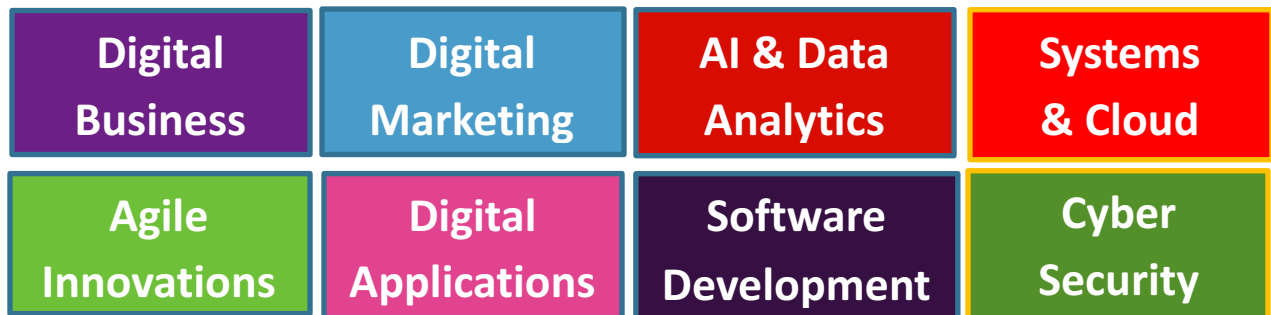 Digital
Business
Digital
Marketing
AI & Data
Analytics
Systems
& Cloud
Agile
Innovations
Digital
Applications
Software
Development
Cyber
Security